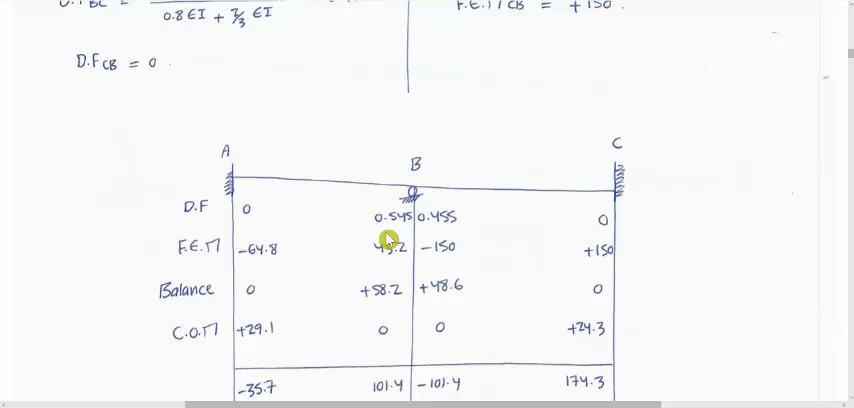 0.8EI + 2/3 EI
F.E.M CB = +150.
D.F CB = 0
A B C
D.F 0 0.545 0.455 0
F.E.M -64.8 -150 +150
Balance 0 +58.2 +48.6 0
C.O.M +29.1 0 0 +24.3
-35.7 101.4 -101.4 174.3